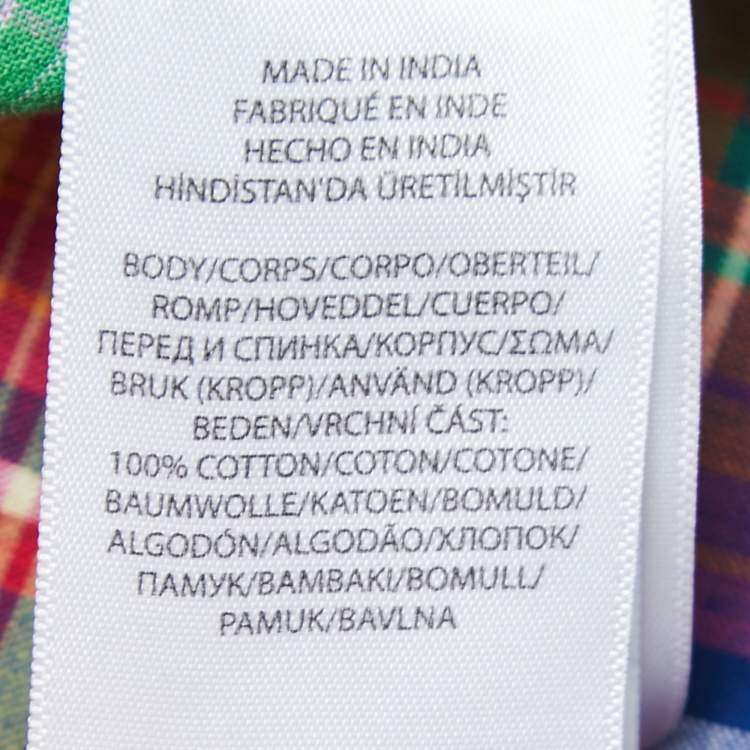 MADE IN INDIA
FABRIQUÉ EN INDE
HECHO EN INDIA
HİNDİSTAN'DA ÜRETİLMİŞTİR
BODY/CORPS/CORPO/OBERTEIL/
ROMP/HOVEDDEL/CUERPO/
ПЕРЕД И СПИНКА/КОРПУС/ΣΩΜΑ/
BRUK (KROPP)/ANVÄND (KROPP)/
BEDEN/VRCHNÍ ČÁST:
100% COTTON/COTON/COTONE/
BAUMWOLLE/KATOEN/BOMULD/
ALGODÓN/ALGODÃO/ХЛОПОК/
ПАМУК/BAMBAKI/BOMULL/
PAMUK/BAVLNA